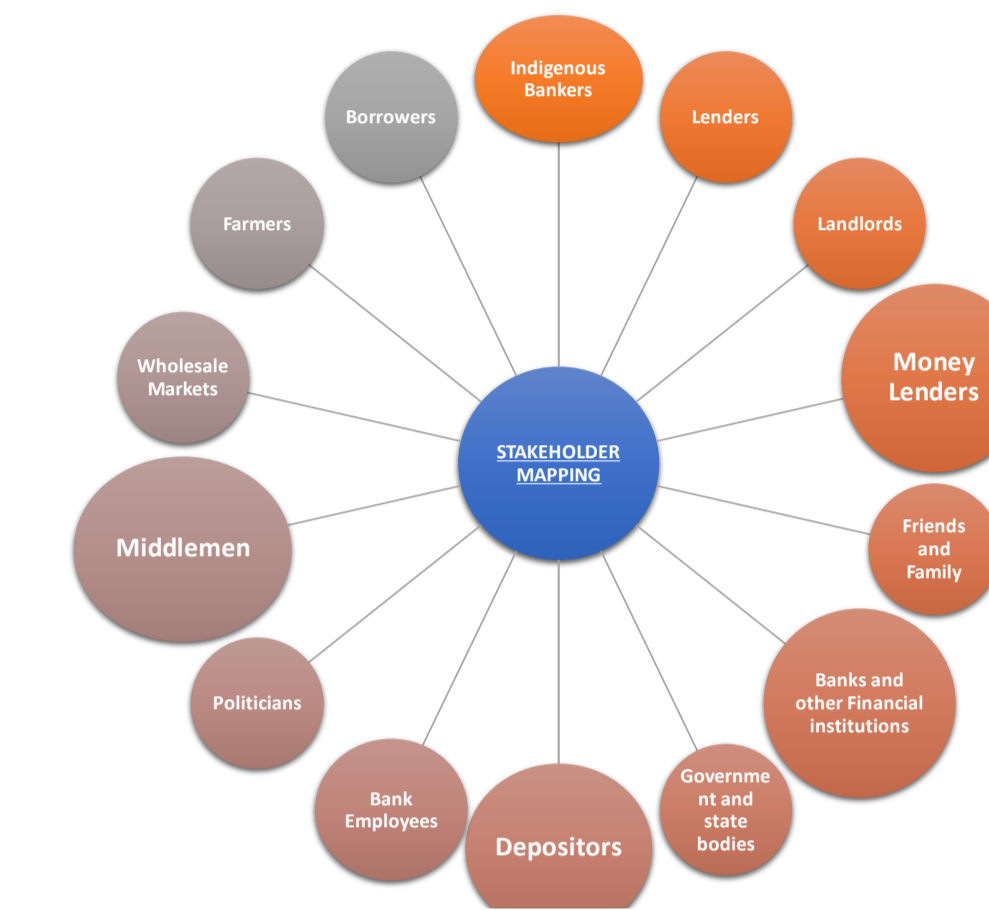 Indigenous
Bankers
Lenders
Landlords
Money
Lenders
Friends
and
Family
Banks and
other Financial
institutions
Governme
nt and
state
bodies
Depositors
Bank
Employees
Politicians
Middlemen
Wholesale
Markets
Farmers
Borrowers
STAKEHOLDER
MAPPING